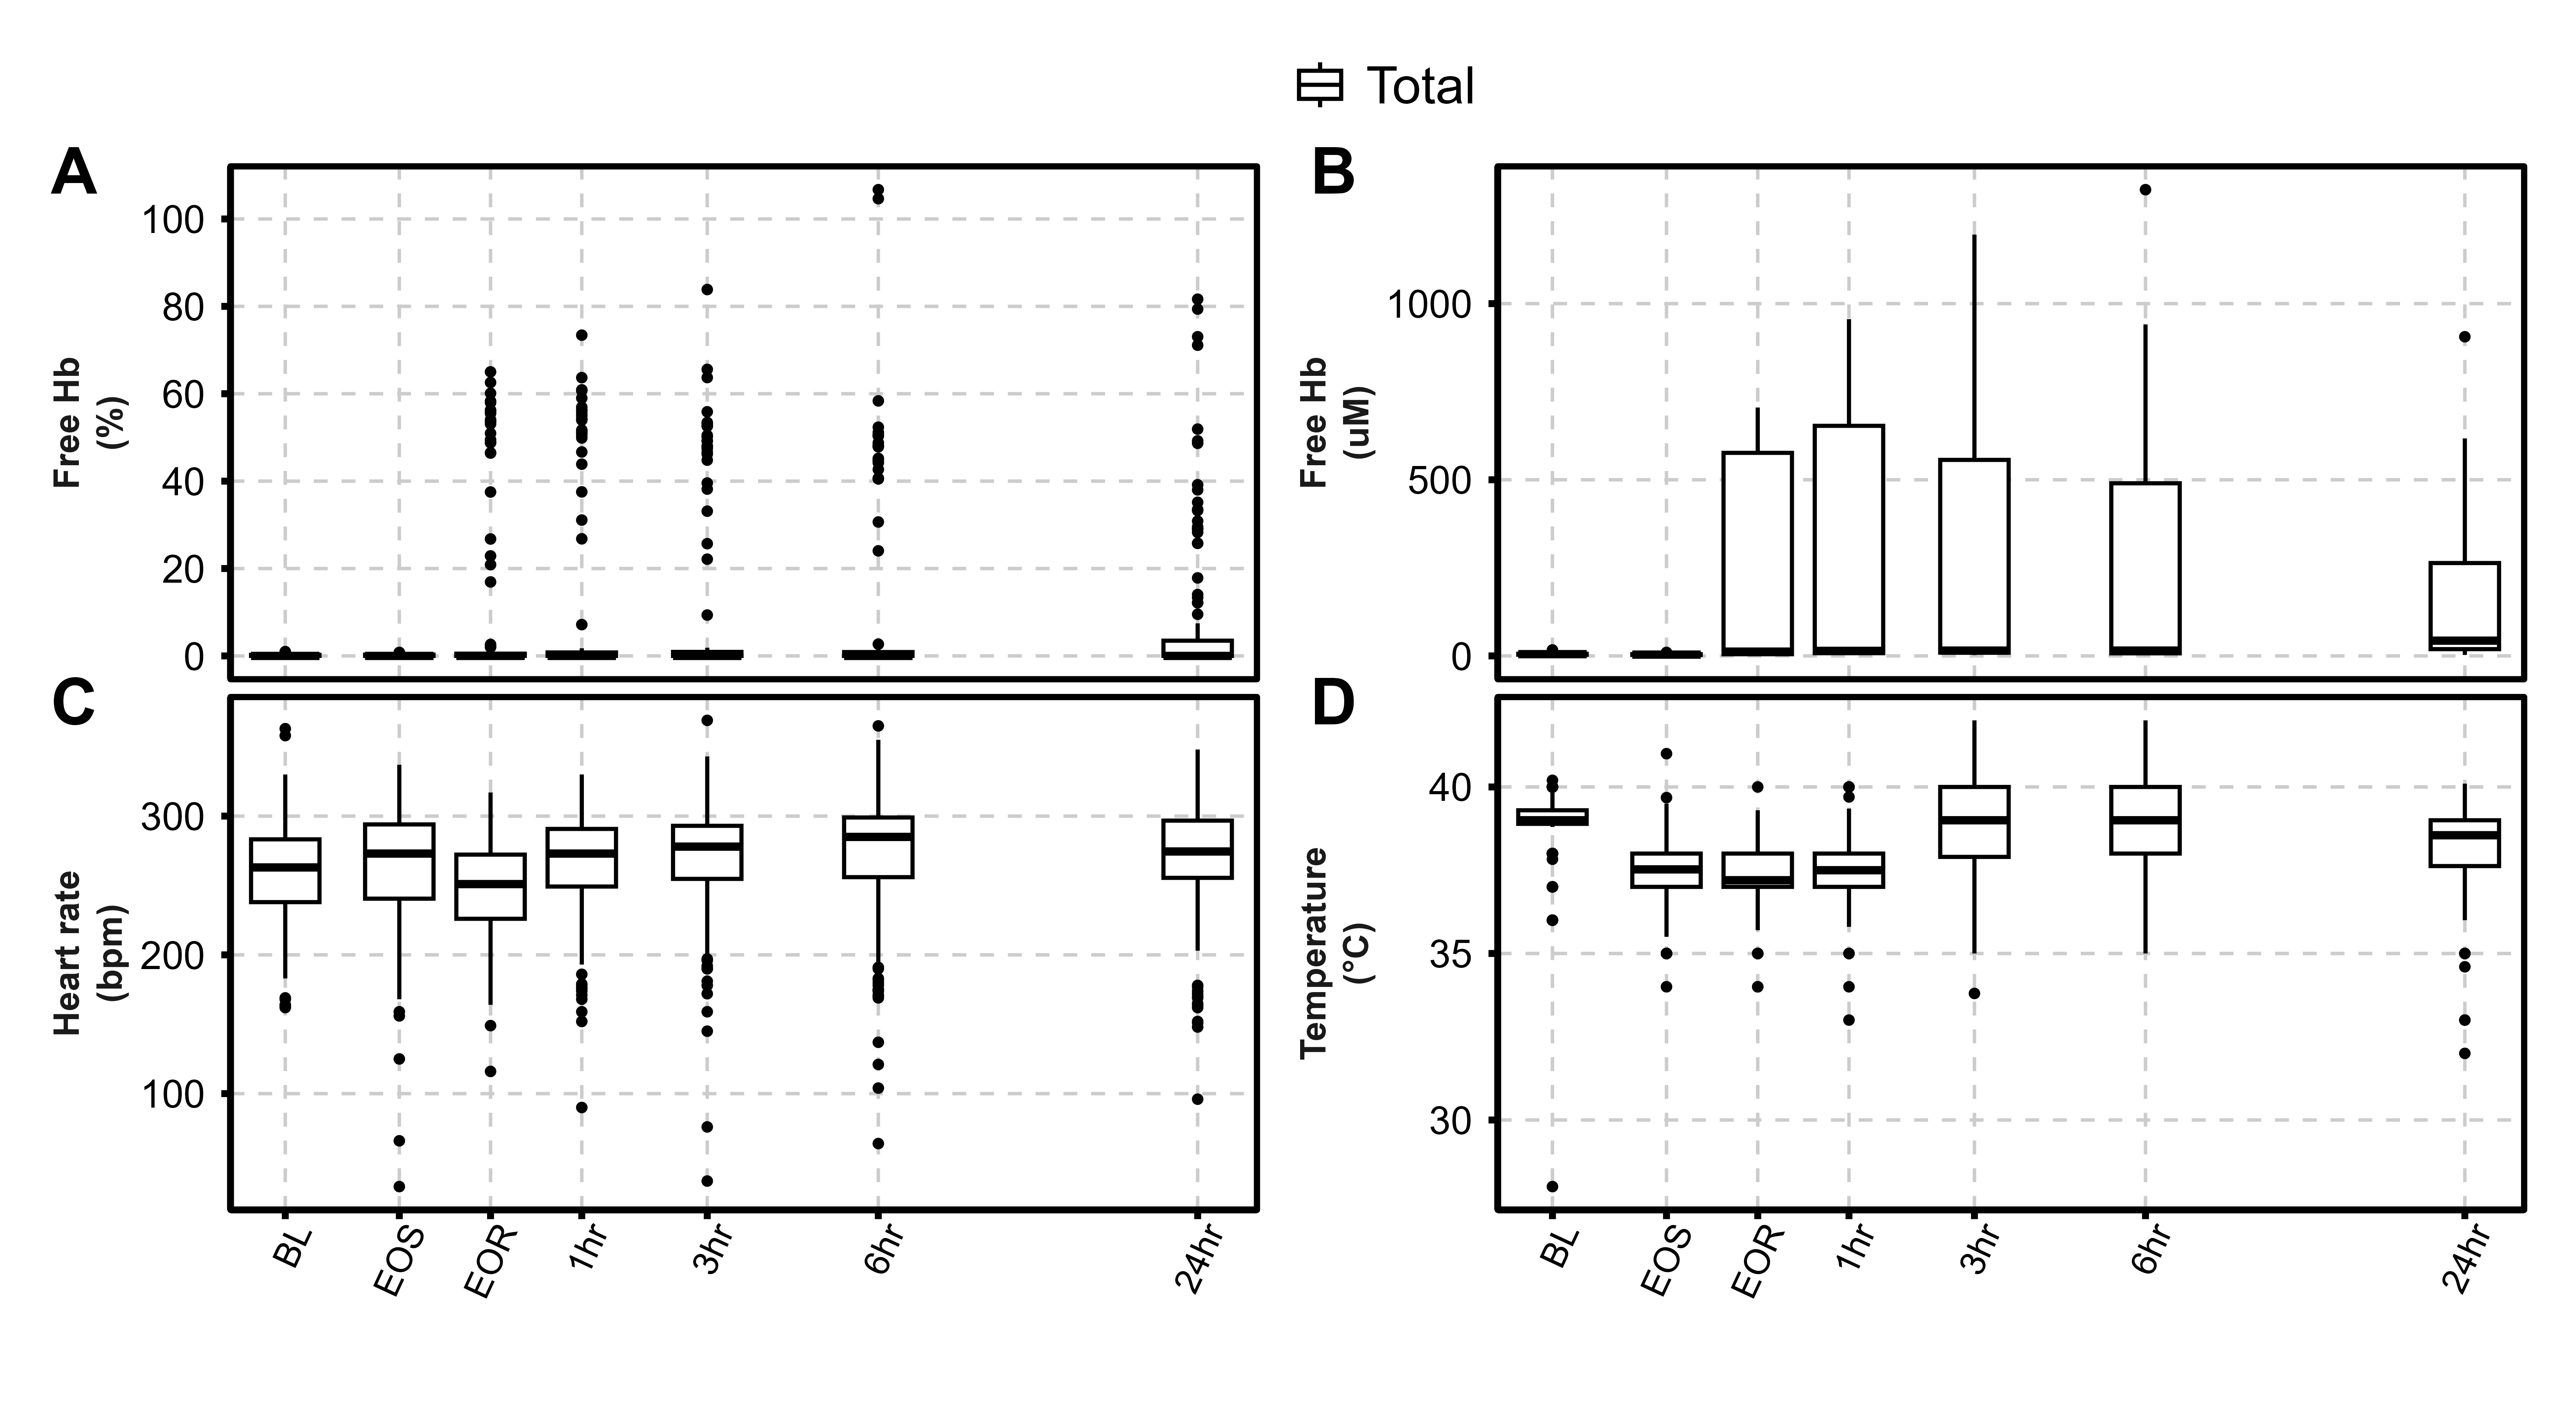 Total
A
B
100
80
60
40
20
0
Free Hb
(%)
1000
500
0
Free Hb
(uM)
C
D
300
200
100
Heart rate
(bpm)
40
35
30
Temperature
(°C)
BL
EOS
EOR
1hr
3hr
6hr
24hr
BL
EOS
EOR
1hr
3hr
6hr
24hr